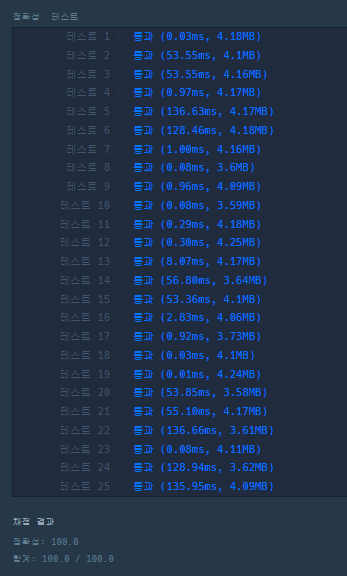 정확성 테스트
테스트 1 〉 통과 (0.03ms, 4.18MB)
테스트 2 〉 통과 (53.55ms, 4.1MB)
테스트 3 〉 통과 (53.55ms, 4.16MB)
테스트 4 〉 통과 (0.97ms, 4.17MB)
테스트 5 〉 통과 (136.63ms, 4.17MB)
테스트 6 〉 통과 (128.46ms, 4.18MB)
테스트 7 〉 통과 (1.00ms, 4.16MB)
테스트 8 〉 통과 (0.08ms, 3.6MB)
테스트 9 〉 통과 (0.96ms, 4.09MB)
테스트 10 〉 통과 (0.08ms, 3.59MB)
테스트 11 〉 통과 (0.29ms, 4.18MB)
테스트 12 〉 통과 (0.30ms, 4.25MB)
테스트 13 〉 통과 (8.07ms, 4.17MB)
테스트 14 〉 통과 (56.80ms, 3.64MB)
테스트 15 〉 통과 (53.36ms, 4.1MB)
테스트 16 〉 통과 (2.83ms, 4.06MB)
테스트 17 〉 통과 (0.92ms, 3.73MB)
테스트 18 〉 통과 (0.03ms, 4.1MB)
테스트 19 〉 통과 (0.01ms, 4.24MB)
테스트 20 〉 통과 (53.85ms, 3.58MB)
테스트 21 〉 통과 (55.10ms, 4.17MB)
테스트 22 〉 통과 (136.66ms, 3.61MB)
테스트 23 〉 통과 (0.08ms, 4.11MB)
테스트 24 〉 통과 (128.94ms, 3.62MB)
테스트 25 〉 통과 (135.95ms, 4.09MB)
채점 결과
정확성: 100.0
합계: 100.0 / 100.0